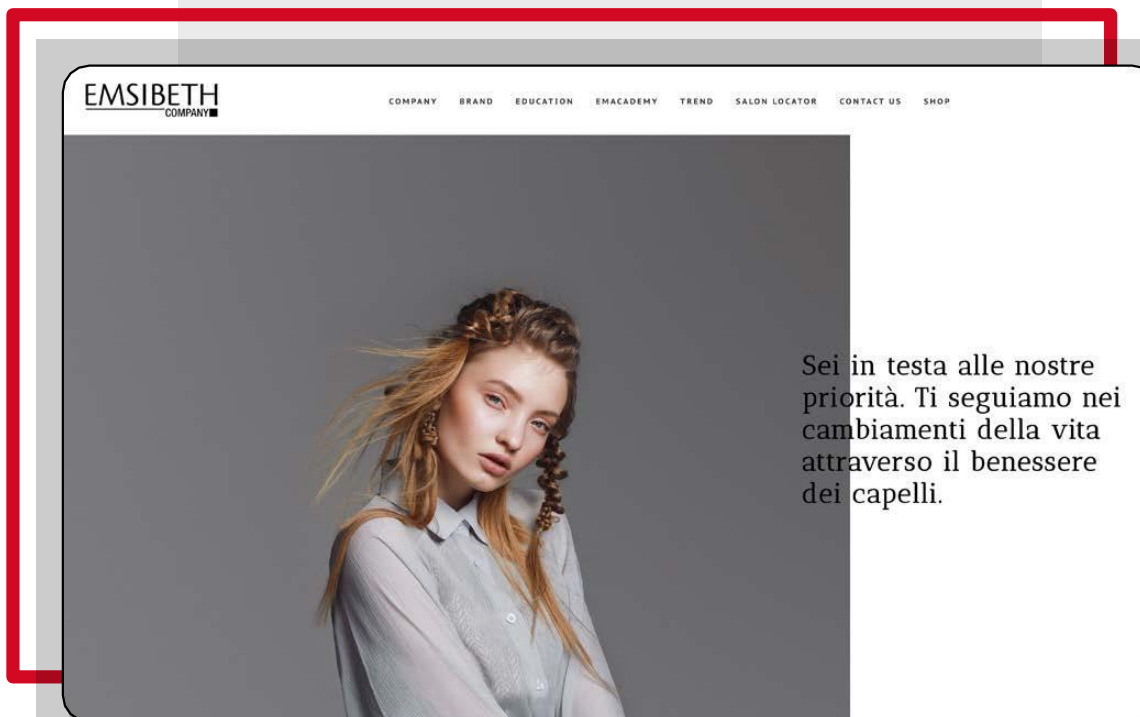 EMSIBETH
COMPANY
COMPANY BRAND EDUCATION EMACADEMY TREND SALON LOCATOR CONTACT US SHOP
Sei in testa alle nostre
priorità. Ti seguiamo nei
cambiamenti della vita
attraverso il benessere
dei capelli.